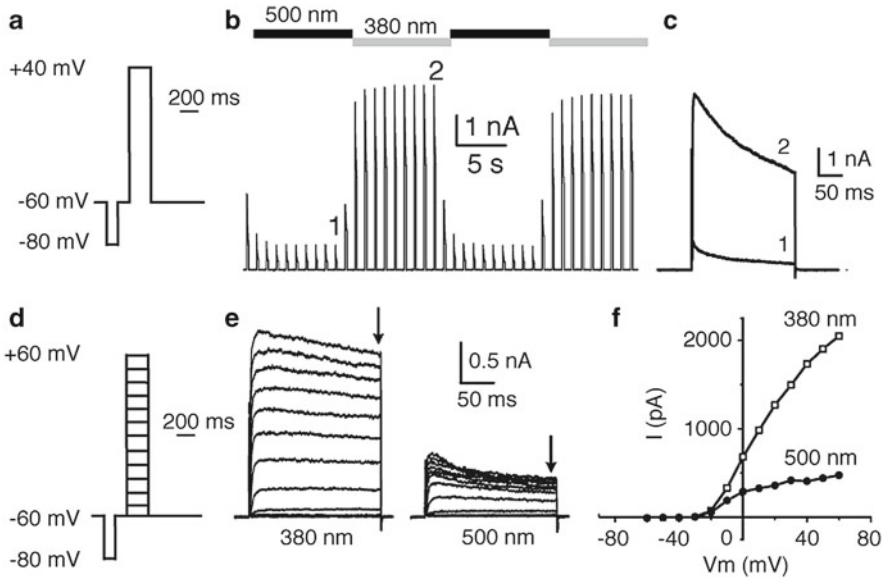 a
+40 mV
200 ms
-60 mV
-80 mV
b
500 nm
380 nm
2
1 nA
5 s
1
c
2
1 nA
50 ms
1
d
+60 mV
200 ms
-60 mV
-80 mV
e
0.5 nA
50 ms
380 nm
500 nm
f
380 nm
2000
I (pA)
1000
500 nm
-80 -40 0 40 80
Vm (mV)